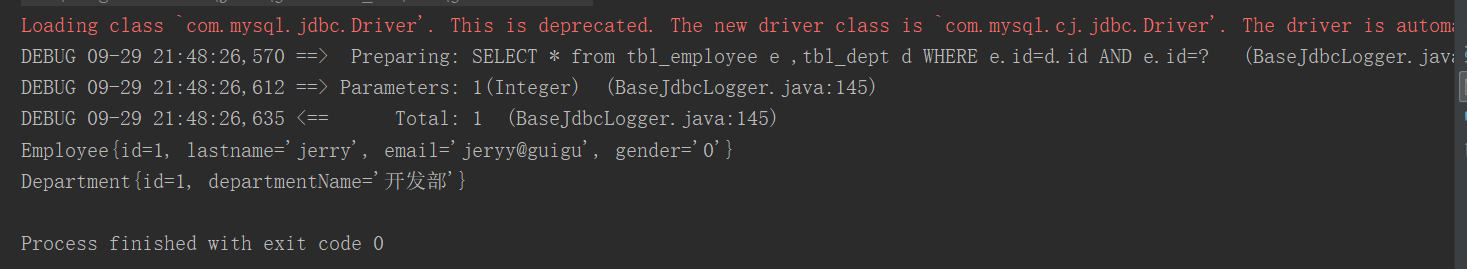 Loading class `com.mysql.jdbc.Driver'. This is deprecated. The new driver class is `com.mysql.cj.jdbc.Driver'. The driver is automa
DEBUG 09-29 21:48:26,570 ==>  Preparing: SELECT * from tbl_employee e ,tbl_dept d WHERE e.id=d.id AND e.id=?   (BaseJdbcLogger.java
DEBUG 09-29 21:48:26,612 ==> Parameters: 1(Integer)  (BaseJdbcLogger.java:145)
DEBUG 09-29 21:48:26,635 <==      Total: 1  (BaseJdbcLogger.java:145)
Employee{id=1, lastname='jerry', email='jeryy@guigu', gender='0'}
Department{id=1, departmentName='开发部'}
Process finished with exit code 0